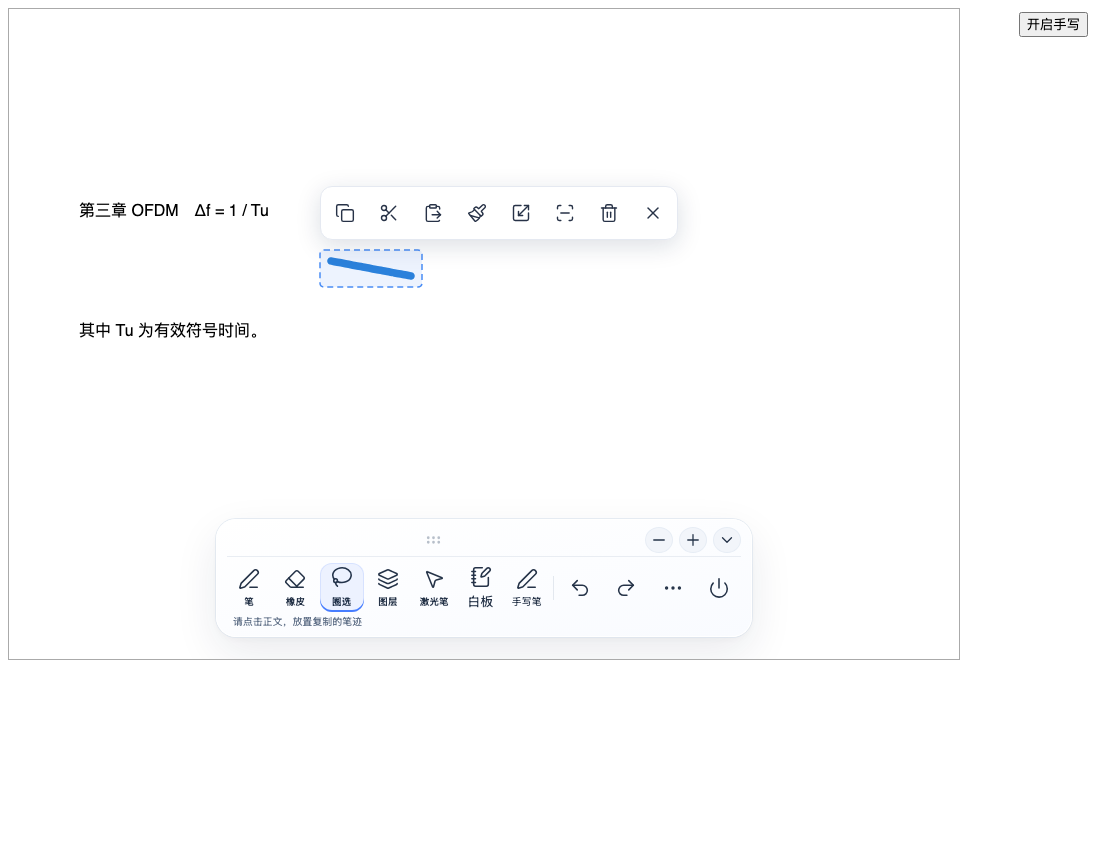 开启手写
第三章 OFDM Δf = 1 / Tu
其中 Tu 为有效符号时间。
笔 橡皮 圈选 图层 激光笔 白板 手写笔
请点击正文，放置复制的笔迹